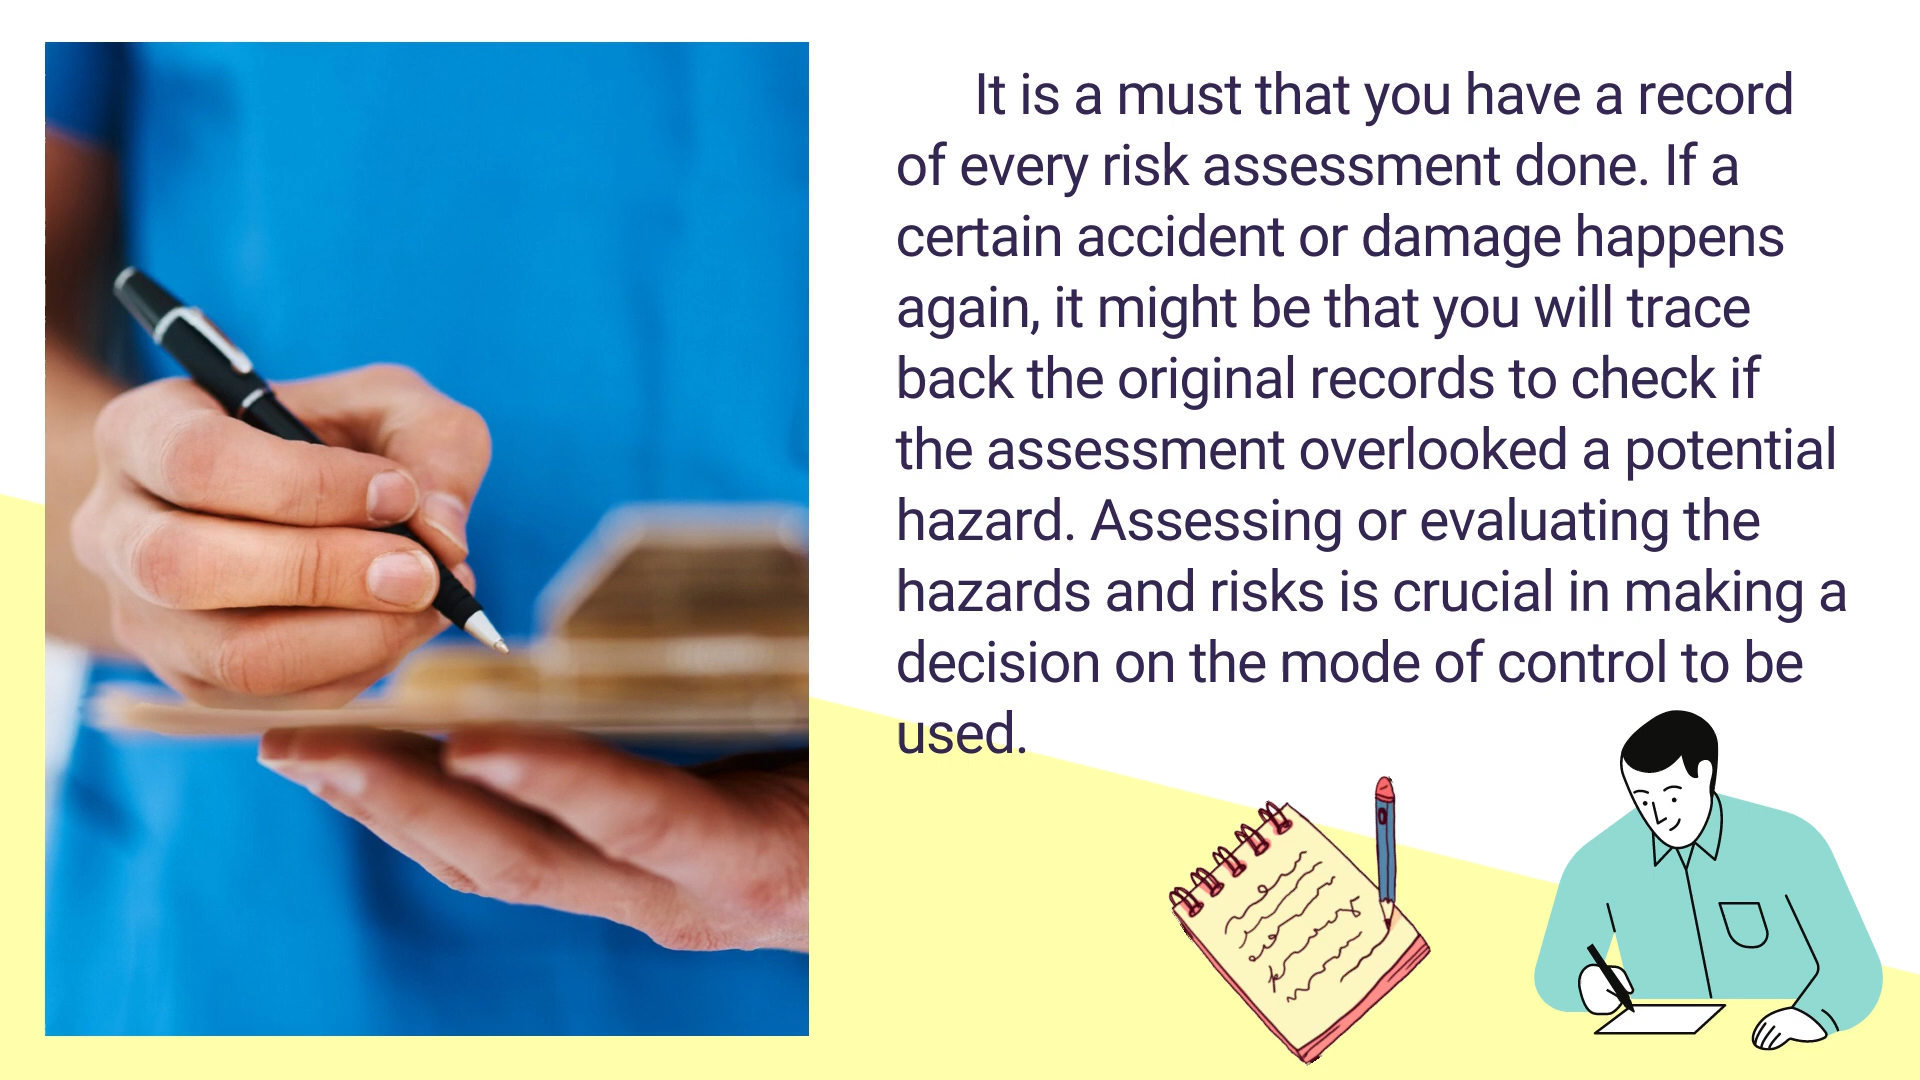 It is a must that you have a record
of every risk assessment done. If a
certain accident or damage happens
again, it might be that you will trace
back the original records to check if
the assessment overlooked a potential
hazard. Assessing or evaluating the
hazards and risks is crucial in making a
decision on the mode of control to be
used.